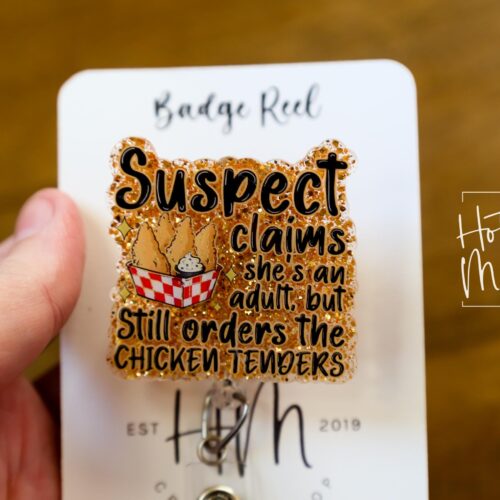 Badge Reel
Suspect
claims
she's an
adult, but
Still orders the
CHICKEN TENDERS
EST 2019